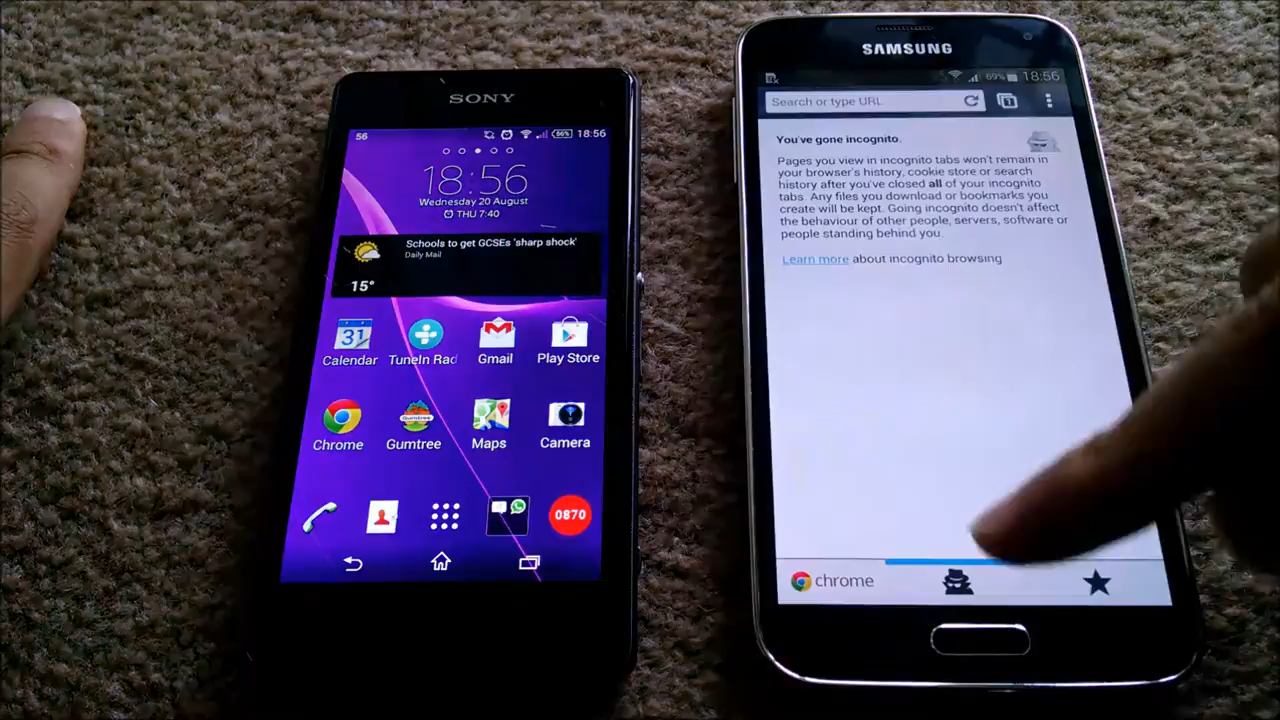 SONY
56
86%
18:56
18:56
Wednesday 20 August
THU 7:40
Schools to get GCSEs 'sharp shock'
Daily Mail
15°
31
Calendar
TuneIn Rad
Gmail
Play Store
Chrome
Gumtree
Gumtree
Maps
Camera
0870
SAMSUNG
69%
18:56
Search or type URL
1
You've gone incognito.
Pages you view in incognito tabs won't remain in
your browser's history, cookie store or search
history after you've closed all of your incognito
tabs. Any files you download or bookmarks you
create will be kept. Going incognito doesn't affect
the behaviour of other people, servers, software or
people standing behind you.
Learn more about incognito browsing
chrome